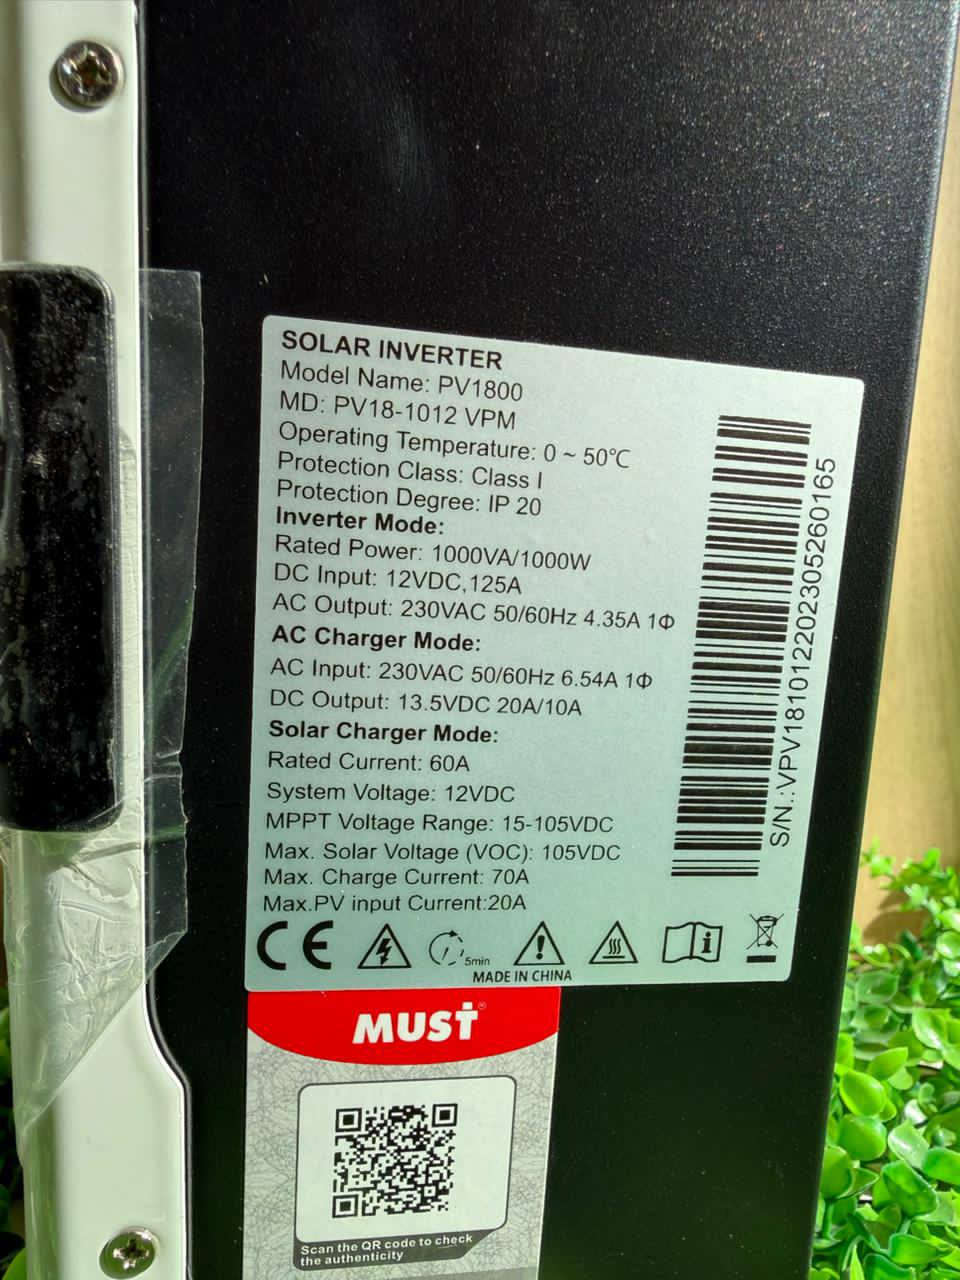 SOLAR INVERTER
Model Name: PV1800
MD: PV18-1012 VPM
Operating Temperature: 0 ~ 50℃
Protection Class: Class I
Protection Degree: IP 20
Inverter Mode:
Rated Power: 1000VA/1000W
DC Input: 12VDC,125A
AC Output: 230VAC 50/60Hz 4.35A 1Φ
AC Charger Mode:
AC Input: 230VAC 50/60Hz 6.54A 1Φ
DC Output: 13.5VDC 20A/10A
Solar Charger Mode:
Rated Current: 60A
System Voltage: 12VDC
MPPT Voltage Range: 15-105VDC
Max. Solar Voltage (VOC): 105VDC
Max. Charge Current: 70A
Max.PV input Current:20A
CE
5min
MADE IN CHINA
S/N.:VPV18101220230526​0165
MUST®
Scan the QR code to check
the authenticity